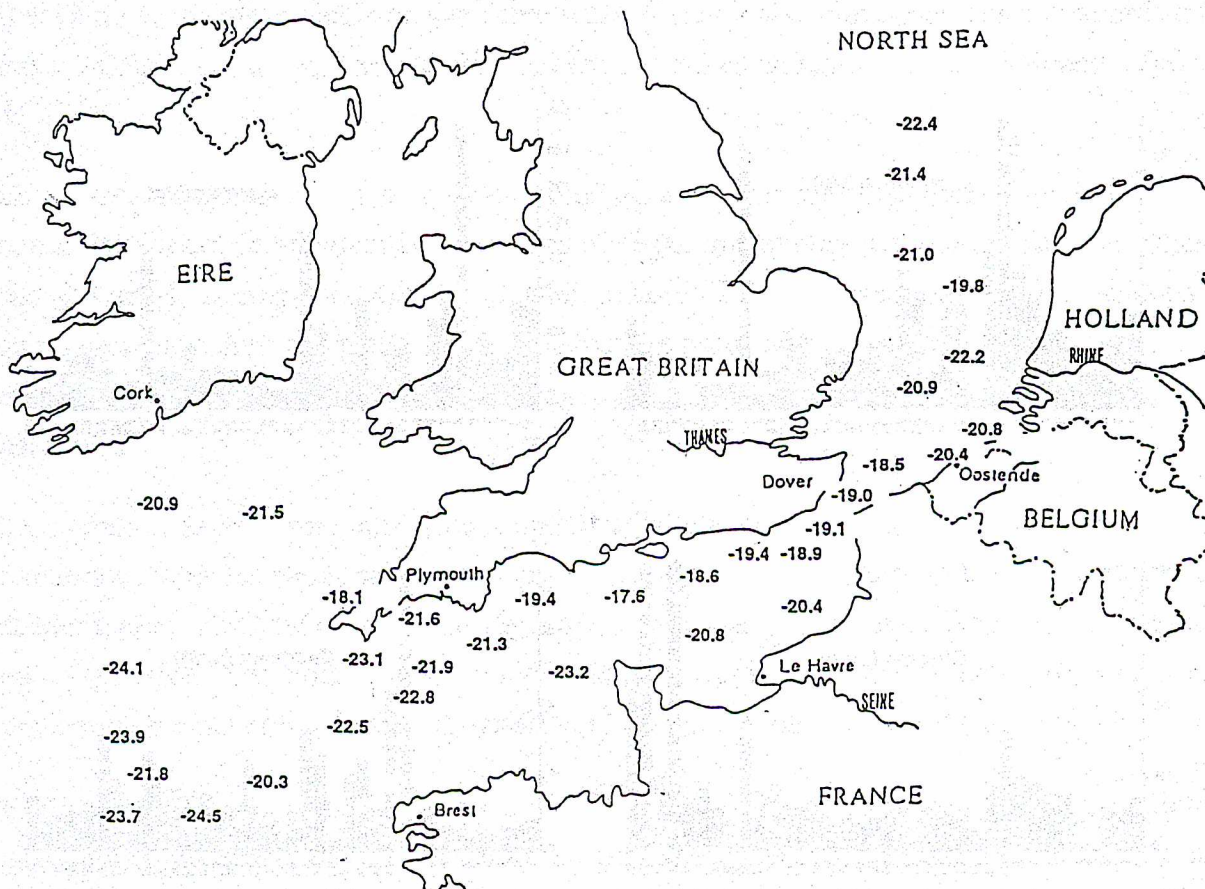 NORTH SEA
-22.4
-21.4
-21.0
-19.8
EIRE
HOLLAND
RHINE
-22.2
GREAT BRITAIN
-20.9
Cork
THAMES
-20.8
-20.4
-18.5
Oostende
Dover
-19.0
-20.9
-21.5
BELGIUM
-19.1
-19.4
-18.9
Plymouth
-18.6
-18.1
-19.4
-17.6
-20.4
-21.6
-20.8
-21.3
-23.1
-24.1
-21.9
-23.2
Le Havre
-22.8
SEINE
-22.5
-23.9
-21.8
-20.3
FRANCE
Brest
-23.7
-24.5